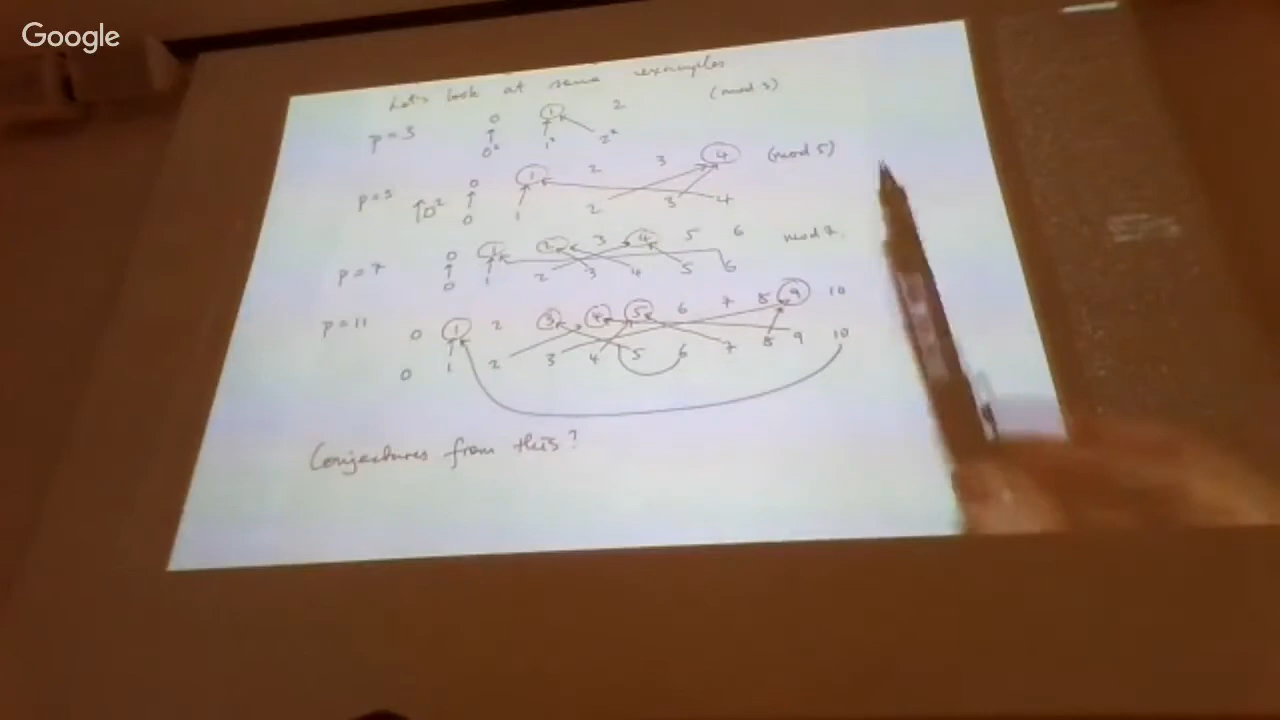 Google
Let's look at some examples
0 1 2 (mod 3)
p=3
0² 1² 2²
0 1 2 3 4 (mod 5)
p=5 ↑□²
0 1 2 3 4
0 1 2 3 4 5 6 mod 7.
p=7
0 1 2 3 4 5 6
p=11 0 1 2 3 4 5 6 7 8 9 10
0 1 2 3 4 5 6 7 8 9 10
Conjectures from this?